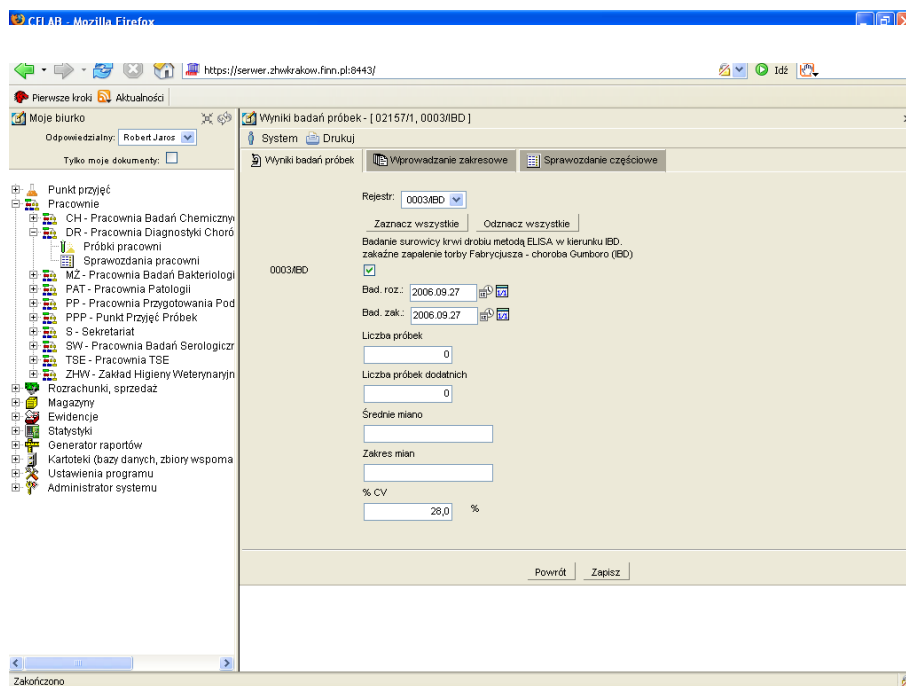 CELAB - Mozilla Firefox
https://serwer.zhwkrakow.finn.pl:8443/
Idź
Pierwsze kroki Aktualności
Moje biurko
Odpowiedzialny: Robert Jaros
Tylko moje dokumenty:
Punkt przyjęć
Pracownie
CH - Pracownia Badań Chemiczny
DR - Pracownia Diagnostyki Choró
Próbki pracowni
Sprawozdania pracowni
MŻ - Pracownia Badań Bakteriologi
PAT - Pracownia Patologii
PP - Pracownia Przygotowania Pod
PPP - Punkt Przyjęć Próbek
S - Sekretariat
SW - Pracownia Badań Serologiczr
TSE - Pracownia TSE
ZHW - Zakład Higieny Weterynaryjn
Rozrachunki, sprzedaż
Magazyny
Ewidencje
Statystyki
Generator raportów
Kartoteki (bazy danych, zbiory wspoma
Ustawienia programu
Administrator systemu
Wyniki badań próbek - [ 02157/1, 0003/IBD ]
System Drukuj
Wyniki badań próbek Wprowadzanie zakresowe Sprawozdanie częściowe
Rejestr: 0003/IBD
Zaznacz wszystkie Odznacz wszystkie
Badanie surowicy krwi drobiu metodą ELISA w kierunku IBD.
zakaźne zapalenie torby Fabrycjusza - choroba Gumboro (IBD)
0003/IBD
Bad. roz.: 2006.09.27
Bad. zak.: 2006.09.27
Liczba próbek
0
Liczba próbek dodatnich
0
Średnie miano
Zakres mian
% CV
28,0 %
Powrót Zapisz
Zakończono